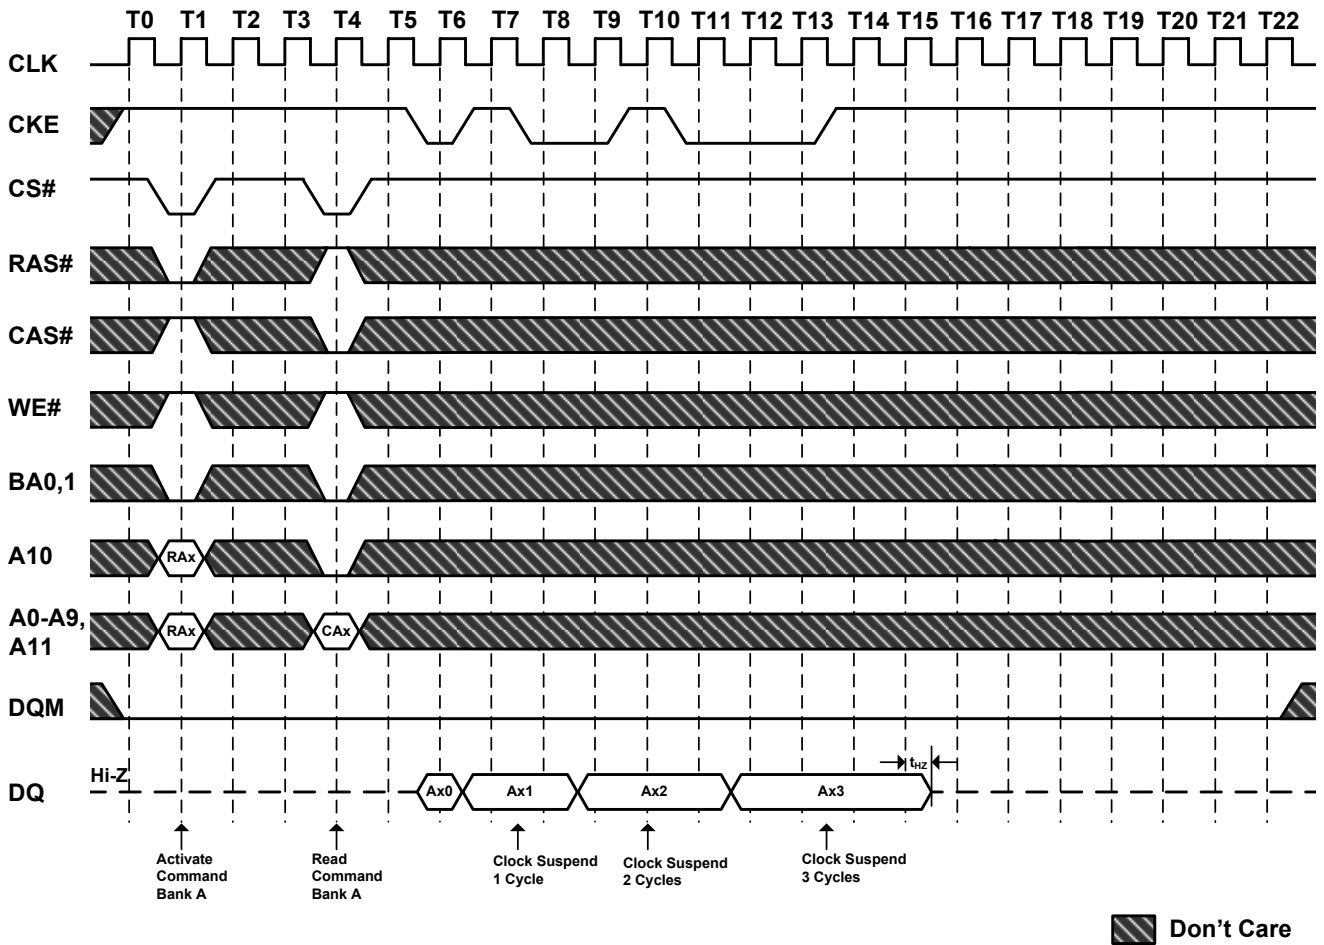 T0 T1 T2 T3 T4 T5 T6 T7 T8 T9 T10 T11 T12 T13 T14 T15 T16 T17 T18 T19 T20 T21 T22
CLK
CKE
CS#
RAS#
CAS#
WE#
BA0,1
A10
RAx
A0-A9,
A11
RAx
CAx
DQM
Hi-Z
tHZ
DQ
Ax0
Ax1
Ax2
Ax3
Activate
Command
Bank A
Read
Command
Bank A
Clock Suspend
1 Cycle
Clock Suspend
2 Cycles
Clock Suspend
3 Cycles
Don't Care